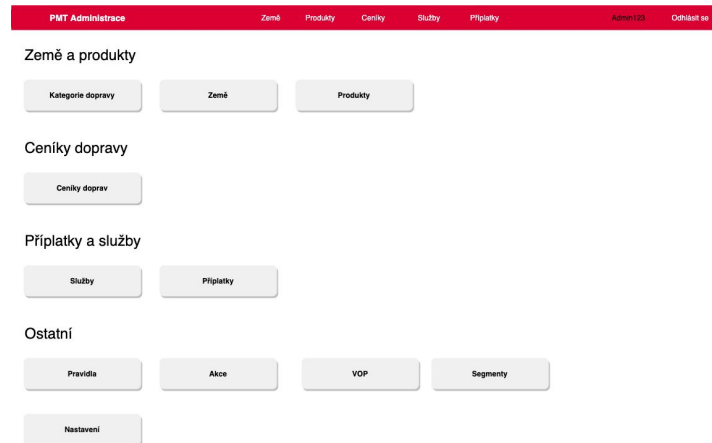 PMT Administrace Země Produkty Ceníky Služby Příplatky Admin123 Odhlásit se
Země a produkty
Kategorie dopravy Země Produkty
Ceníky dopravy
Ceníky doprav
Příplatky a služby
Služby Příplatky
Ostatní
Pravidla Akce VOP Segmenty
Nastavení